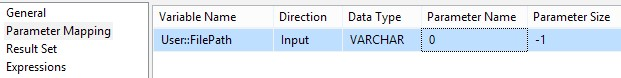 General
Parameter Mapping
Result Set
Expressions
Variable Name Direction Data Type Parameter Name Parameter Size
User::FilePath Input VARCHAR 0 -1